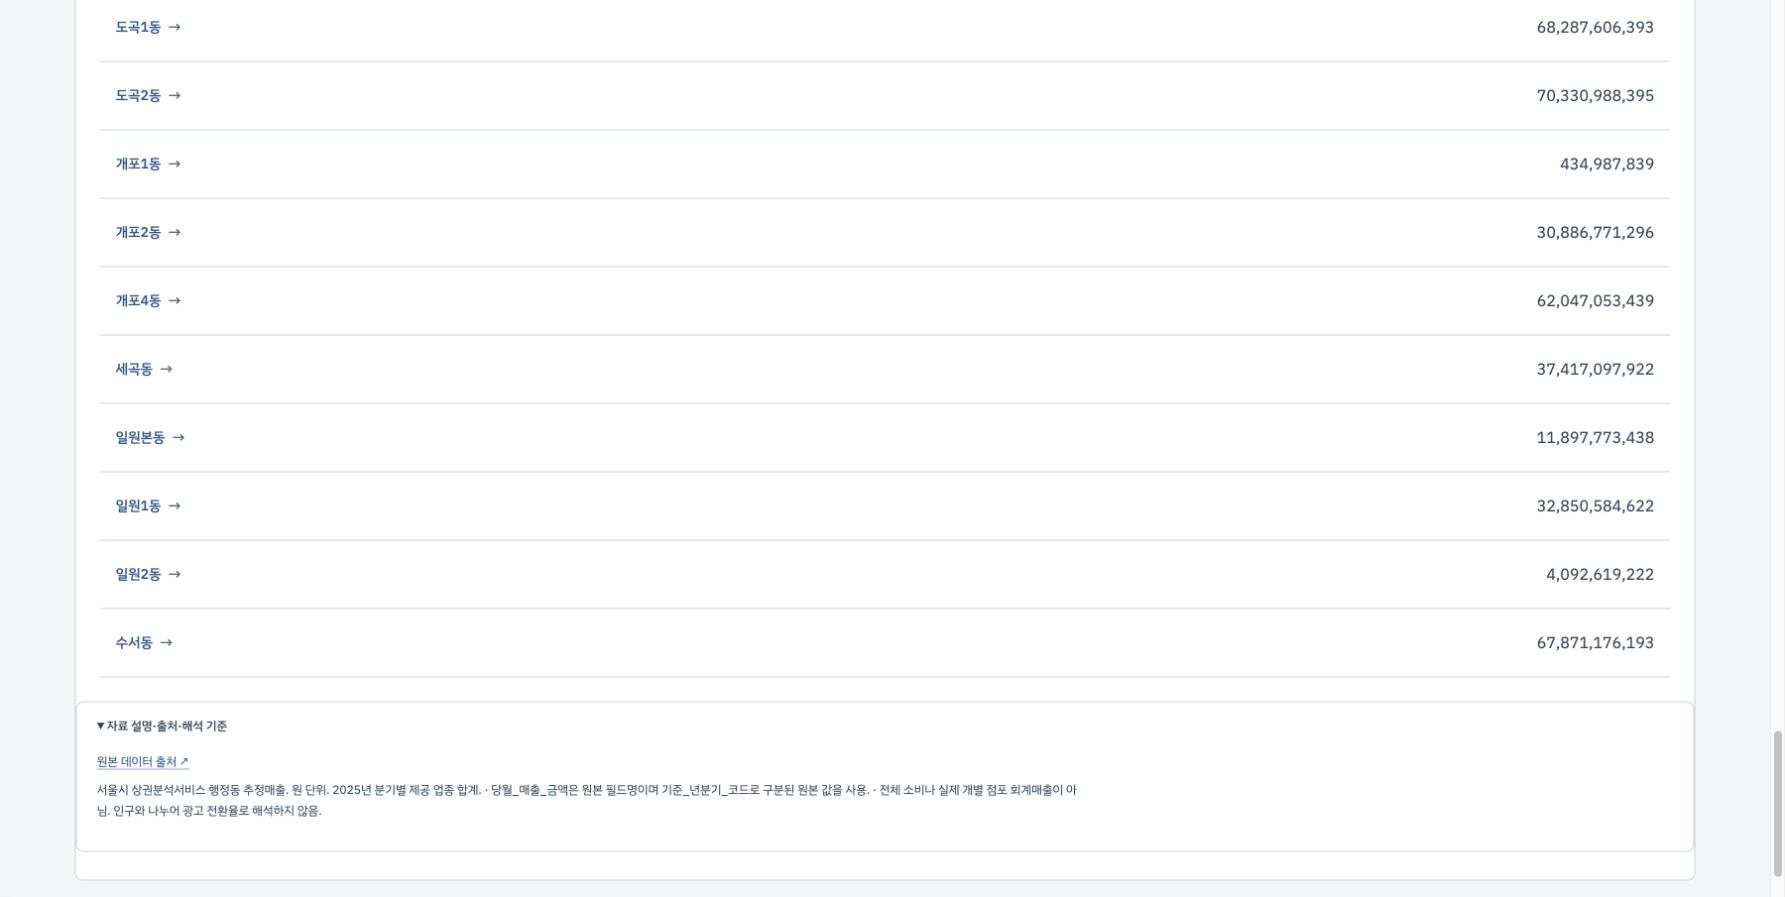 도곡1동 → 68,287,606,393
도곡2동 → 70,330,988,395
개포1동 → 434,987,839
개포2동 → 30,886,771,296
개포4동 → 62,047,053,439
세곡동 → 37,417,097,922
일원본동 → 11,897,773,438
일원1동 → 32,850,584,622
일원2동 → 4,092,619,222
수서동 → 67,871,176,193
▼자료 설명·출처·해석 기준
원본 데이터 출처 ↗
서울시 상권분석서비스 행정동 추정매출. 원 단위. 2025년 분기별 제공 업종 합계. · 당월_매출_금액은 원본 필드명이며 기준_년분기_코드로 구분된 원본 값을 사용. · 전체 소비나 실제 개별 점포 회계매출이 아
님. 인구와 나누어 광고 전환율로 해석하지 않음.